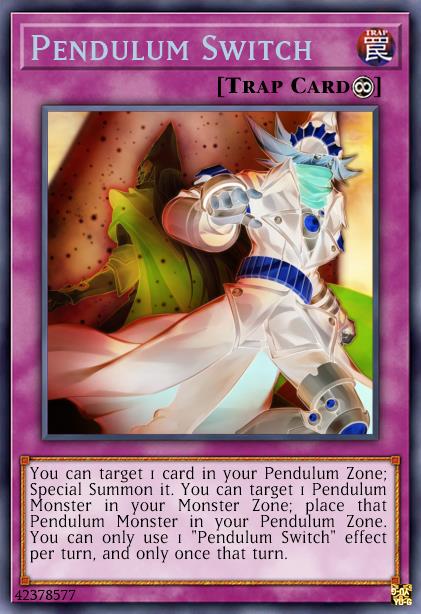 Pendulum Switch
TRAP
罠
[Trap Card]
You can target 1 card in your Pendulum Zone;
Special Summon it. You can target 1 Pendulum
Monster in your Monster Zone; place that
Pendulum Monster in your Pendulum Zone.
You can only use 1 "Pendulum Switch" effect
per turn, and only once that turn.
42378577